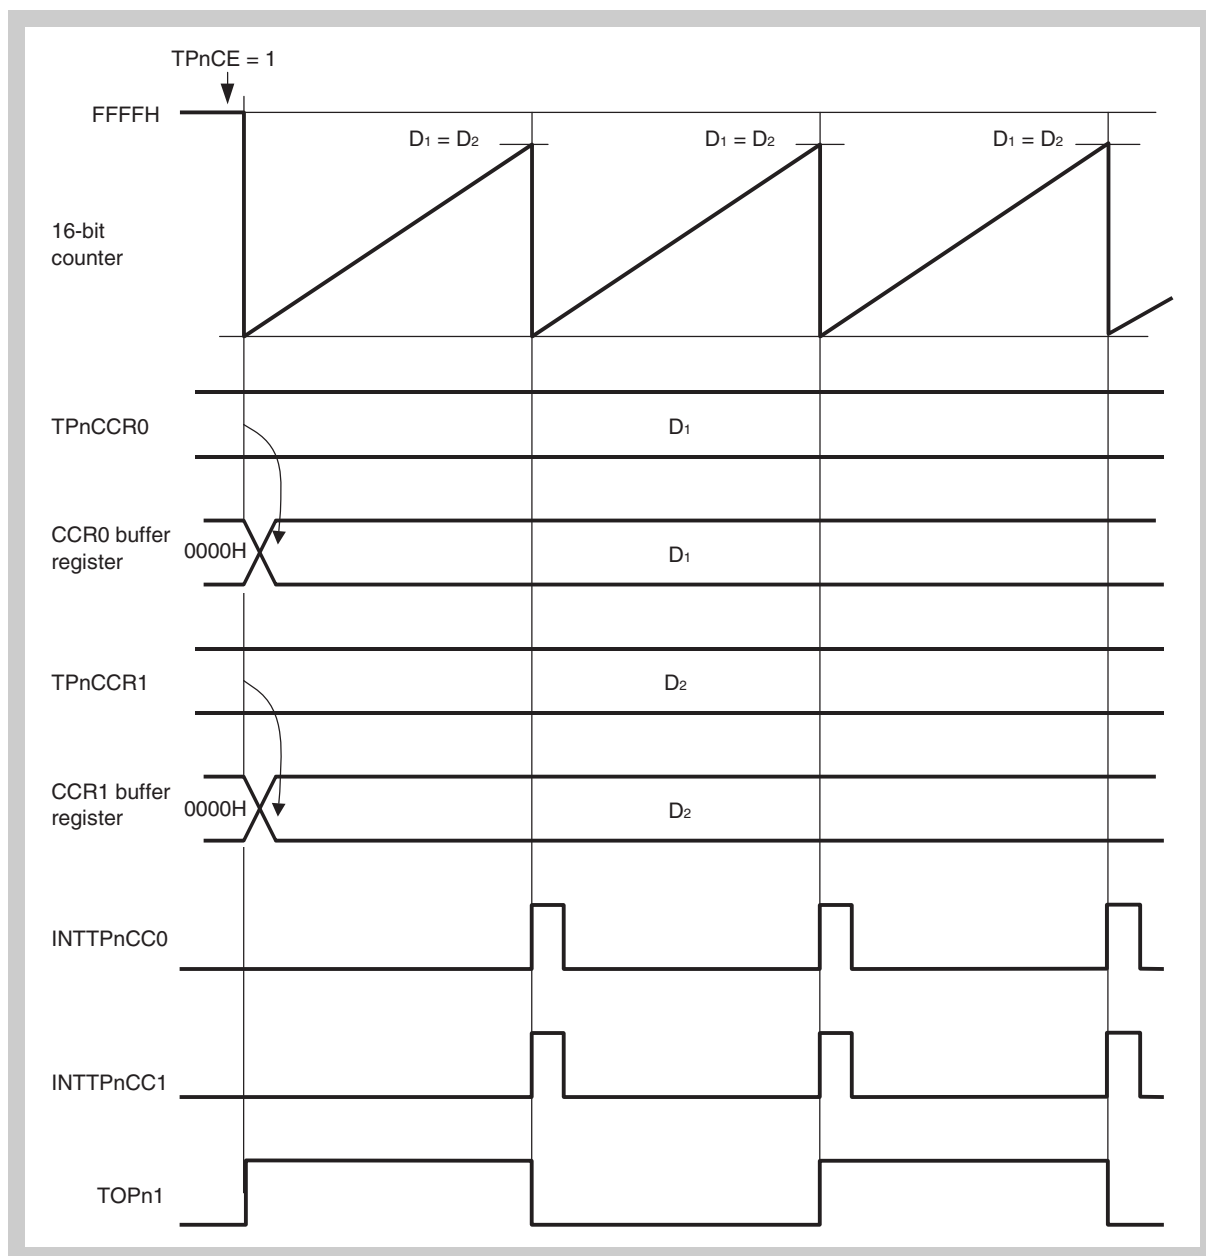 TPnCE = 1
FFFFH
D₁ = D₂ D₁ = D₂ D₁ = D₂
16-bit
counter
TPnCCR0
D₁
CCR0 buffer
register
0000H
D₁
TPnCCR1
D₂
CCR1 buffer
register
0000H
D₂
INTTPnCC0
INTTPnCC1
TOPn1